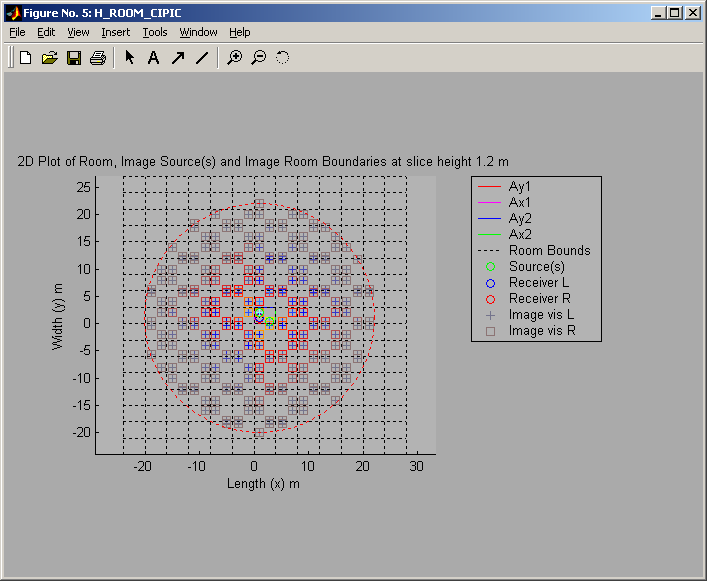 Figure No. 5: H_ROOM_CIPIC
File Edit View Insert Tools Window Help
A
2D Plot of Room, Image Source(s) and Image Room Boundaries at slice height 1.2 m
25
20
15
10
5
0
-5
-10
-15
-20
Width (y) m
-20 -10 0 10 20 30
Length (x) m
Ay1
Ax1
Ay2
Ax2
Room Bounds
Source(s)
Receiver L
Receiver R
Image vis L
Image vis R